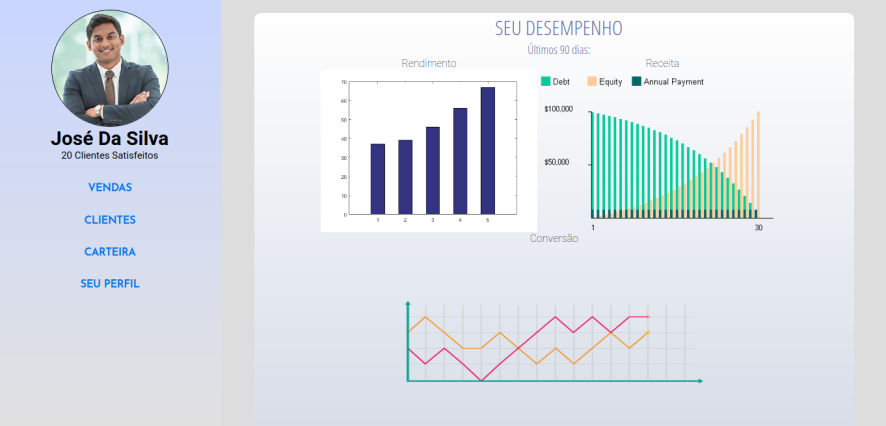 José Da Silva
20 Clientes Satisfeitos
VENDAS
CLIENTES
CARTEIRA
SEU PERFIL
SEU DESEMPENHO
Últimos 90 dias:
Rendimento
70
60
50
40
30
20
10
0
1 2 3 4 5
Receita
Debt Equity Annual Payment
$100,000
$50,000
1 30
Conversão